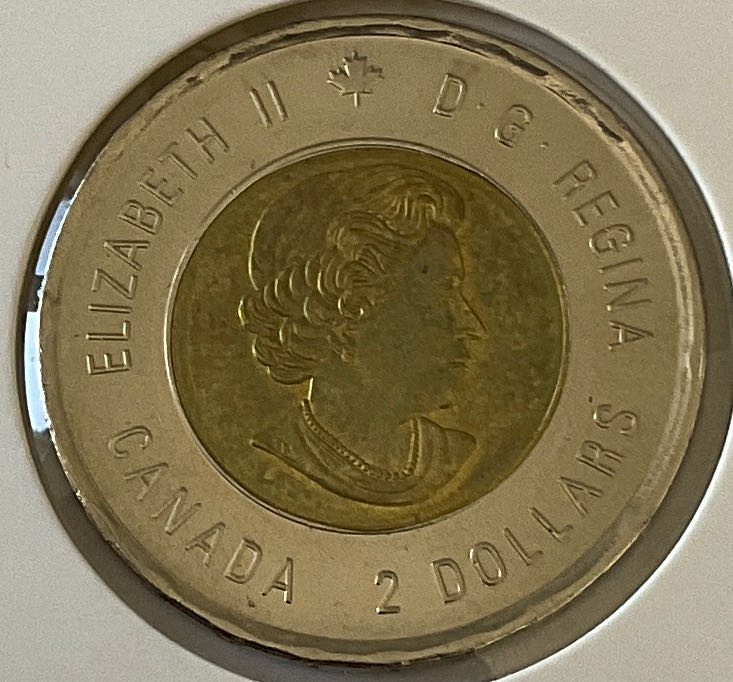 ELIZABETH II D·G·REGINA
CANADA 2 DOLLARS